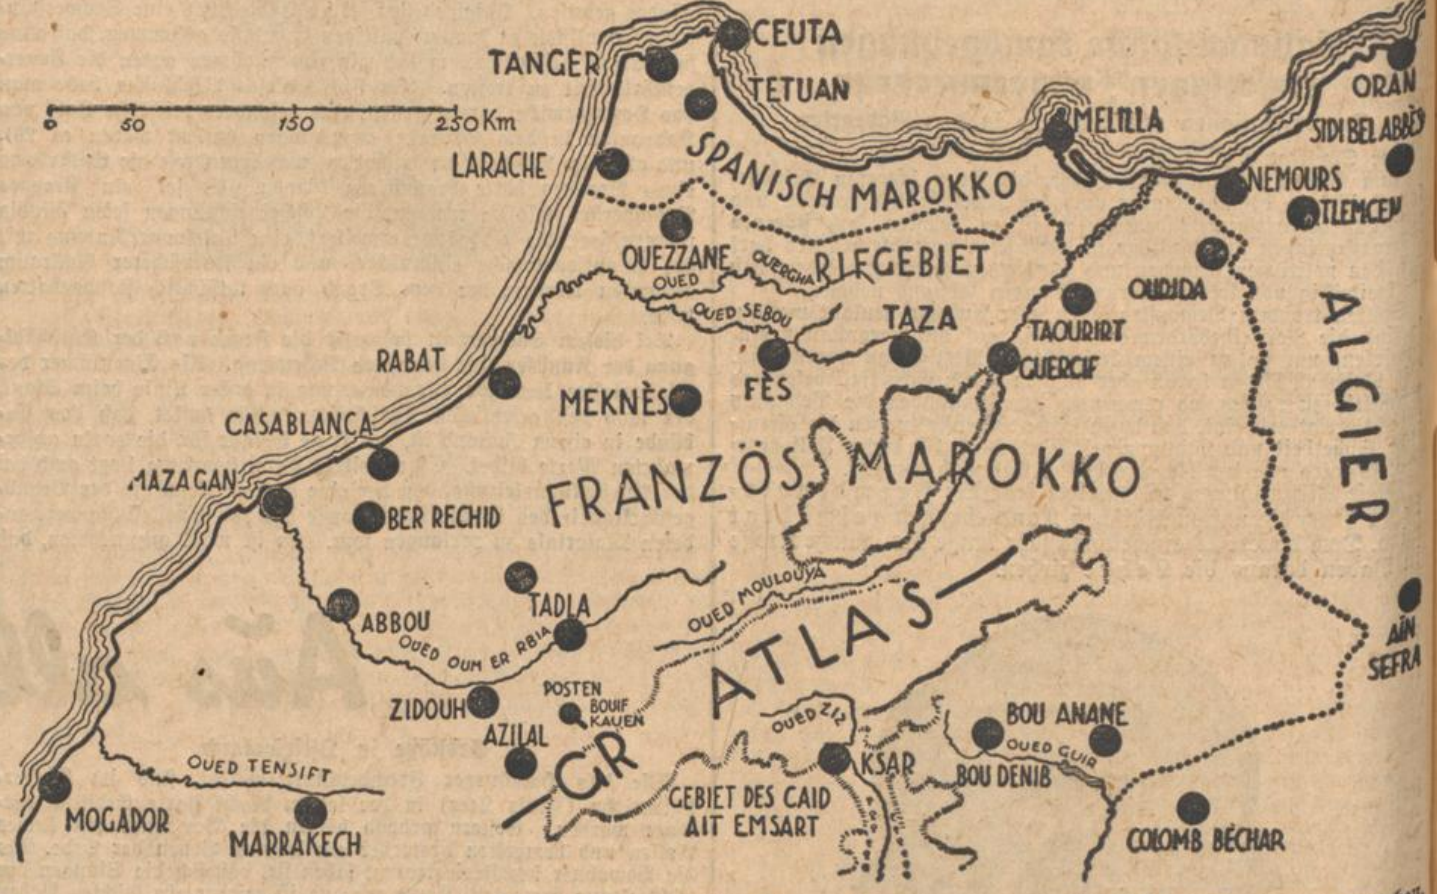 CEUTA
TANGER
TETUAN
ORAN
SIDI BEL ABBÈS
0 50 150 250 Km
MELILLA
LARACHE
SPANISCH MAROKKO
NEMOURS
TLEMCEN
OUEZZANE
OUED OUERGHA
RIFGEBIET
OUDJDA
OUED SEBOU
TAZA
TAOURIRT
ALGIER
RABAT
FÈS
GUERCIF
MEKNÈS
CASABLANCA
MAZAGAN
FRANZÖS. MAROKKO
BER RECHID
OUED MOULOUYA
TADLA
ABBOU
OUED OUM ER RBIA
AÏN
SEFRA
GR ATLAS
POSTEN
BOUIF
KAUEN
ZIDOUH
AZILAL
OUED ZIZ
BOU ANANE
OUED GUIR
KSAR
BOU DENIB
OUED TENSIFT
GEBIET DES CAID
AIT EMSART
MOGADOR
MARRAKECH
COLOMB BÉCHAR